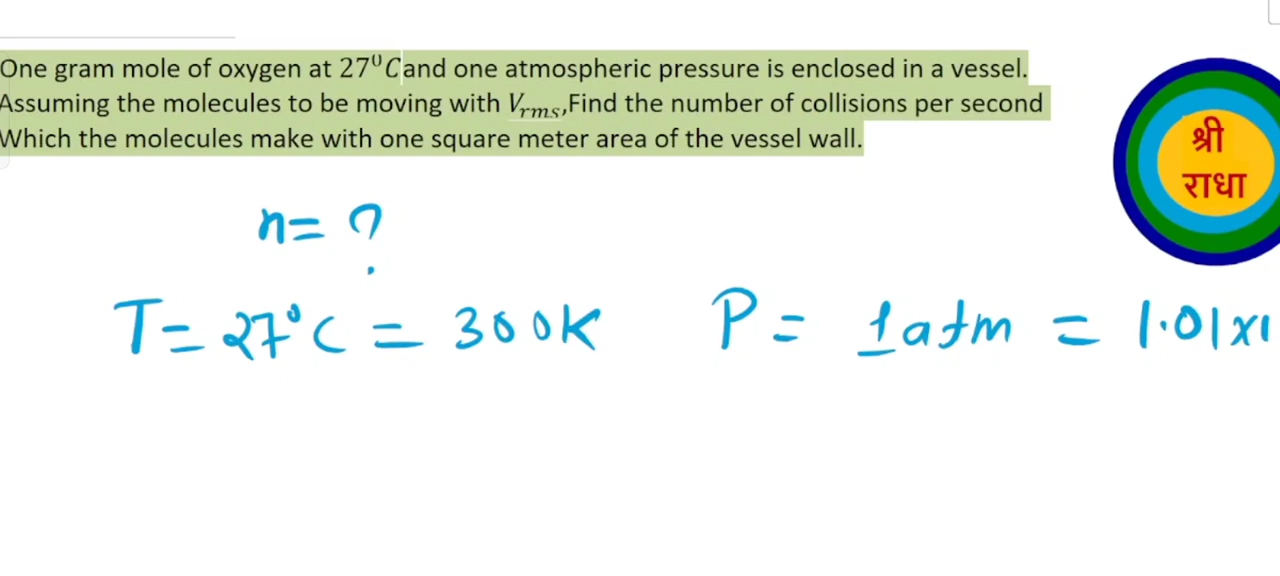 One gram mole of oxygen at 27⁰C and one atmospheric pressure is enclosed in a vessel.
Assuming the molecules to be moving with Vrms,Find the number of collisions per second
Which the molecules make with one square meter area of the vessel wall.
श्री
राधा
n= ?
T= 27°C = 300K P= 1atm = 1.01x1